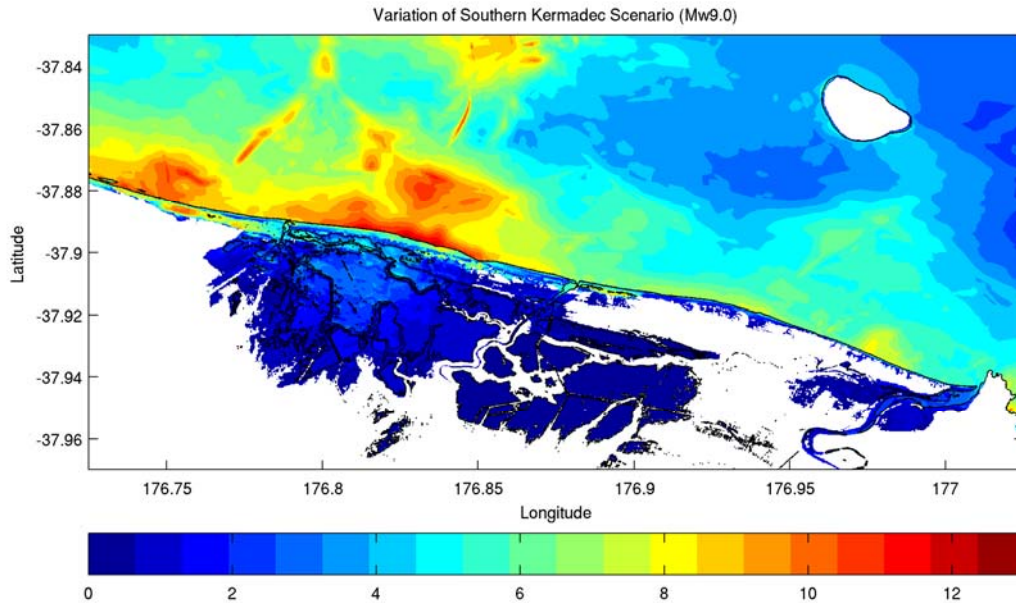 Variation of Southern Kermadec Scenario (Mw9.0)
-37.84
-37.86
-37.88
-37.9
-37.92
-37.94
-37.96
Latitude
176.75 176.8 176.85 176.9 176.95 177
Longitude
0 2 4 6 8 10 12